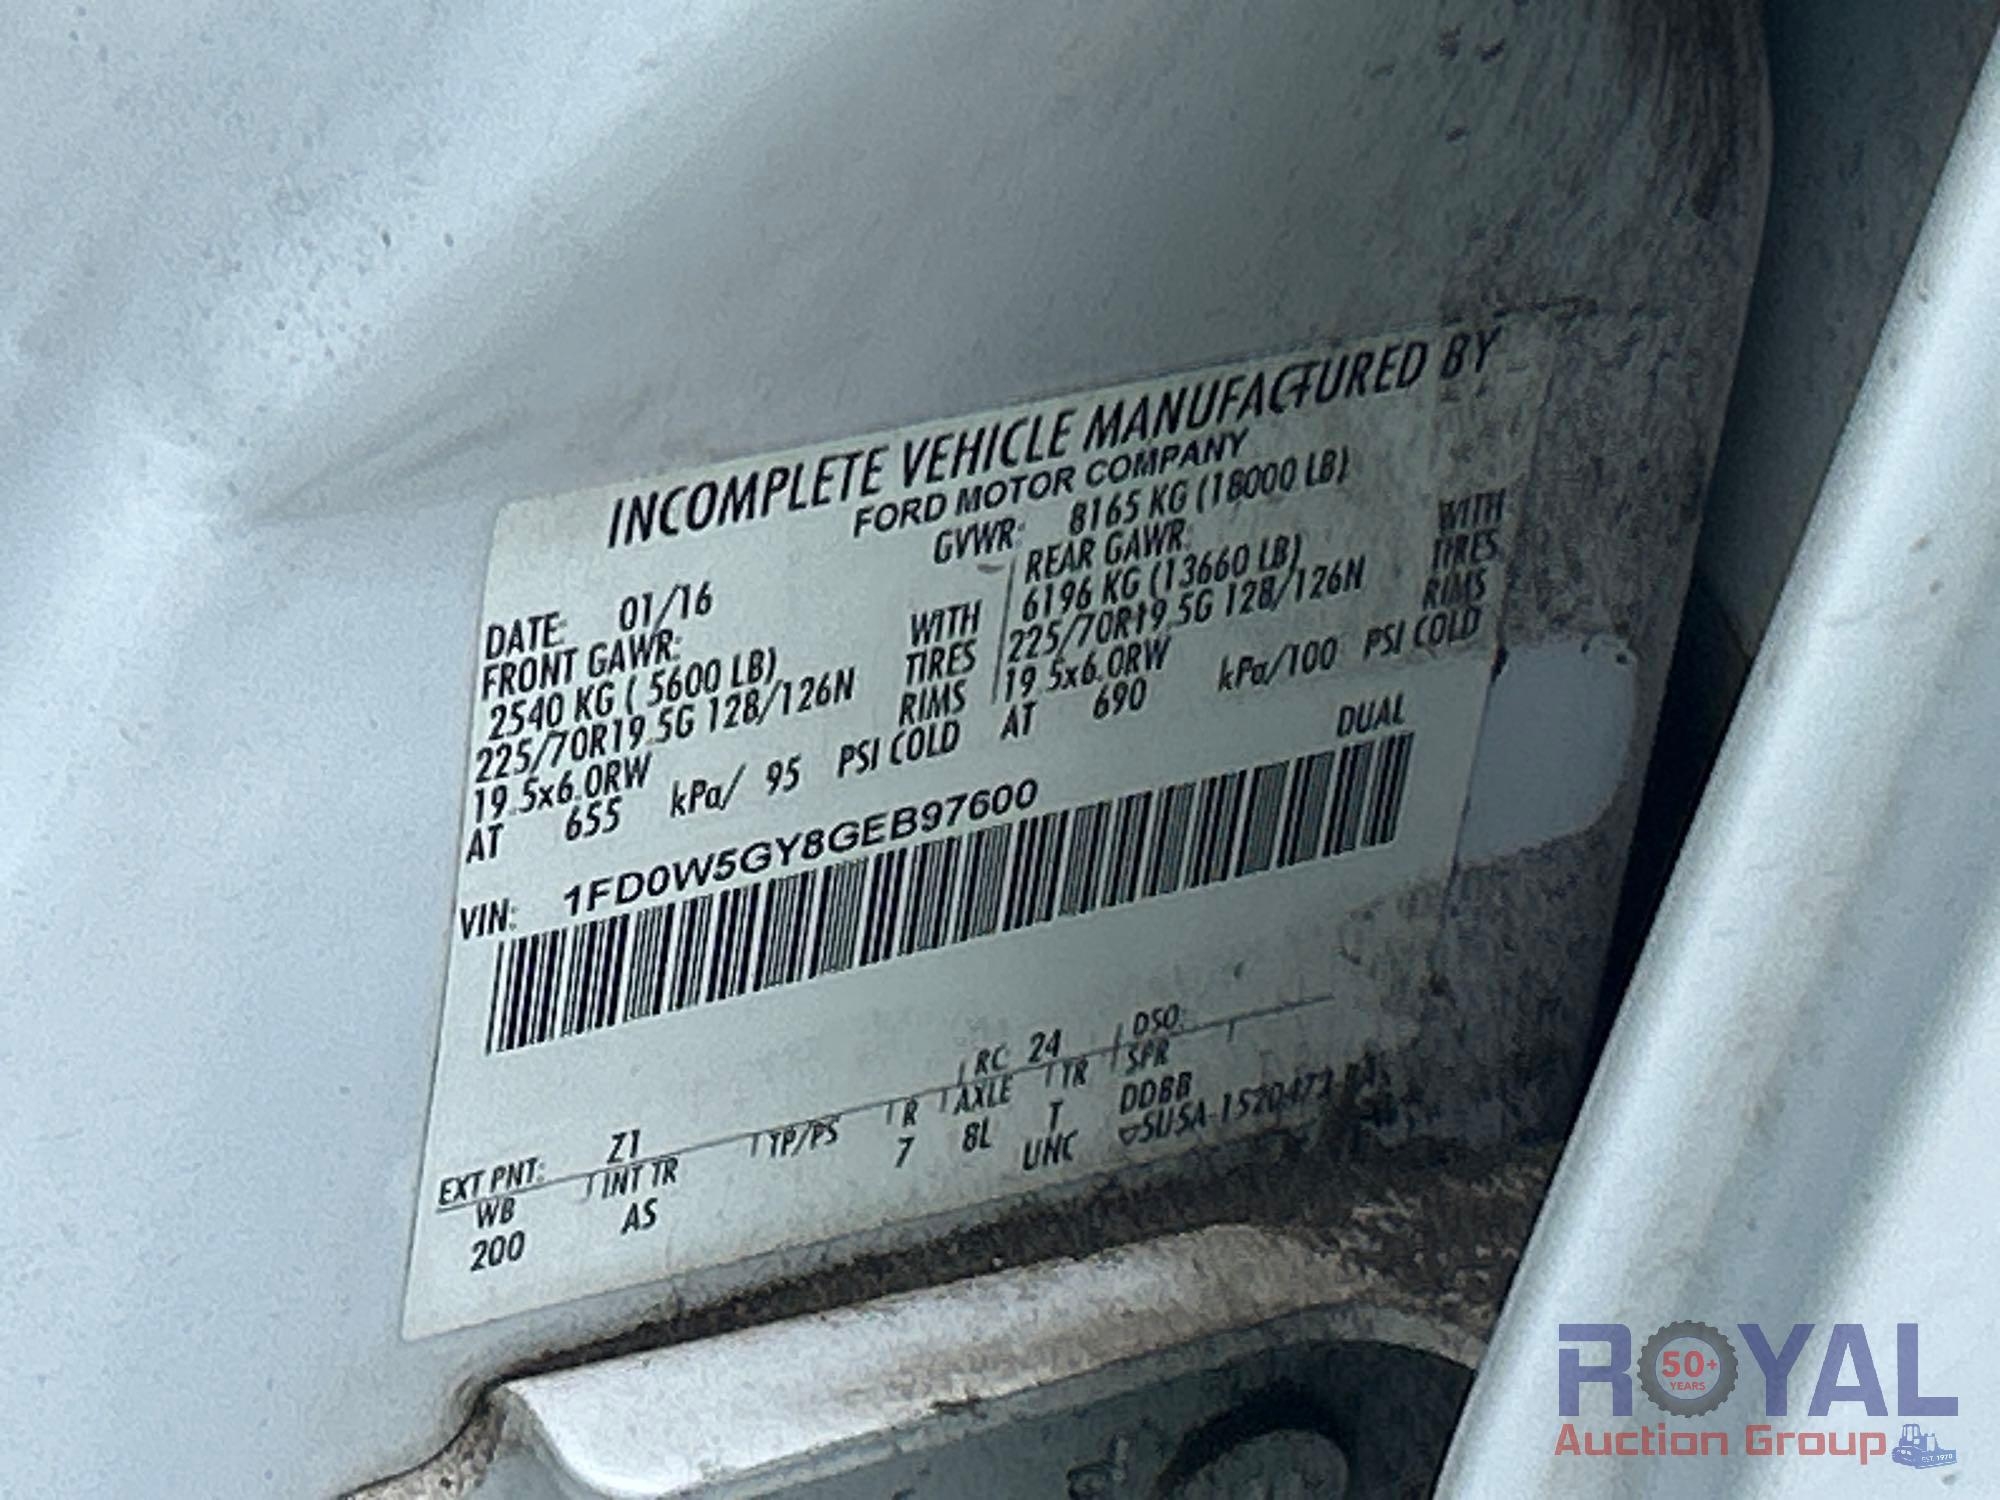 INCOMPLETE VEHICLE MANUFACTURED BY
FORD MOTOR COMPANY
GVWR: 8165 KG (18000 LB)
DATE: 01/16
FRONT GAWR:
2540 KG ( 5600 LB) WITH
225/70R19.5G 128/126N TIRES
19.5x6.0RW RIMS
AT 655 kPa/ 95 PSI COLD
REAR GAWR:
6196 KG (13660 LB) WITH
225/70R19.5G 128/126N TIRES
19.5x6.0RW RIMS
AT 690 kPa/100 PSI COLD
DUAL
VIN: 1FD0W5GY8GEB97600
EXT PNT: Z1 RC: 24 DSO:
WB INT TR TP/PS R AXLE TR SPR
200 AS 7 8L T DDBB
UNC
ROYAL
50+
YEARS
Auction Group
EST. 1970